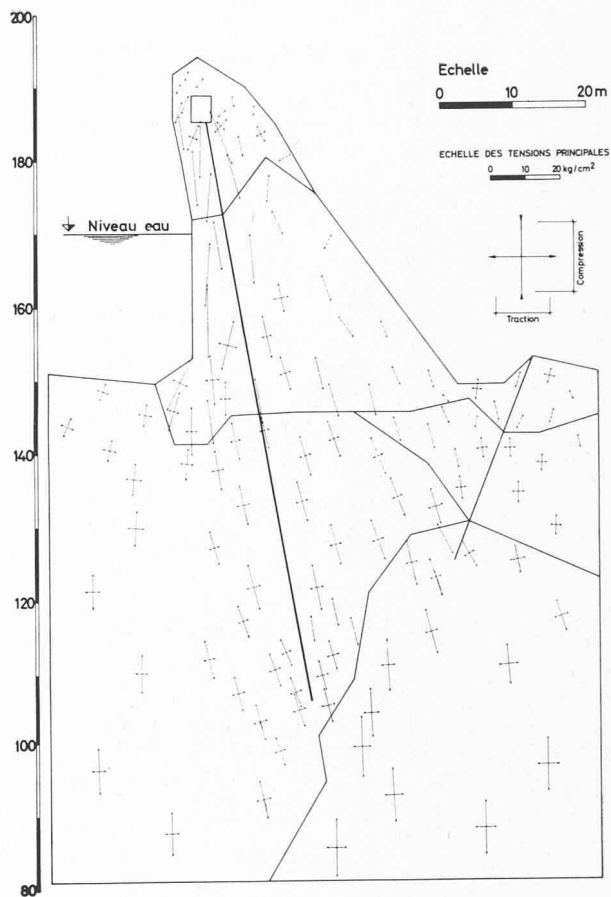 200
180
160
140
120
100
80
Niveau eau
Echelle
0 10 20 m
ECHELLE DES TENSIONS PRINCIPALES
0 10 20 kg/cm²
Compression
Traction